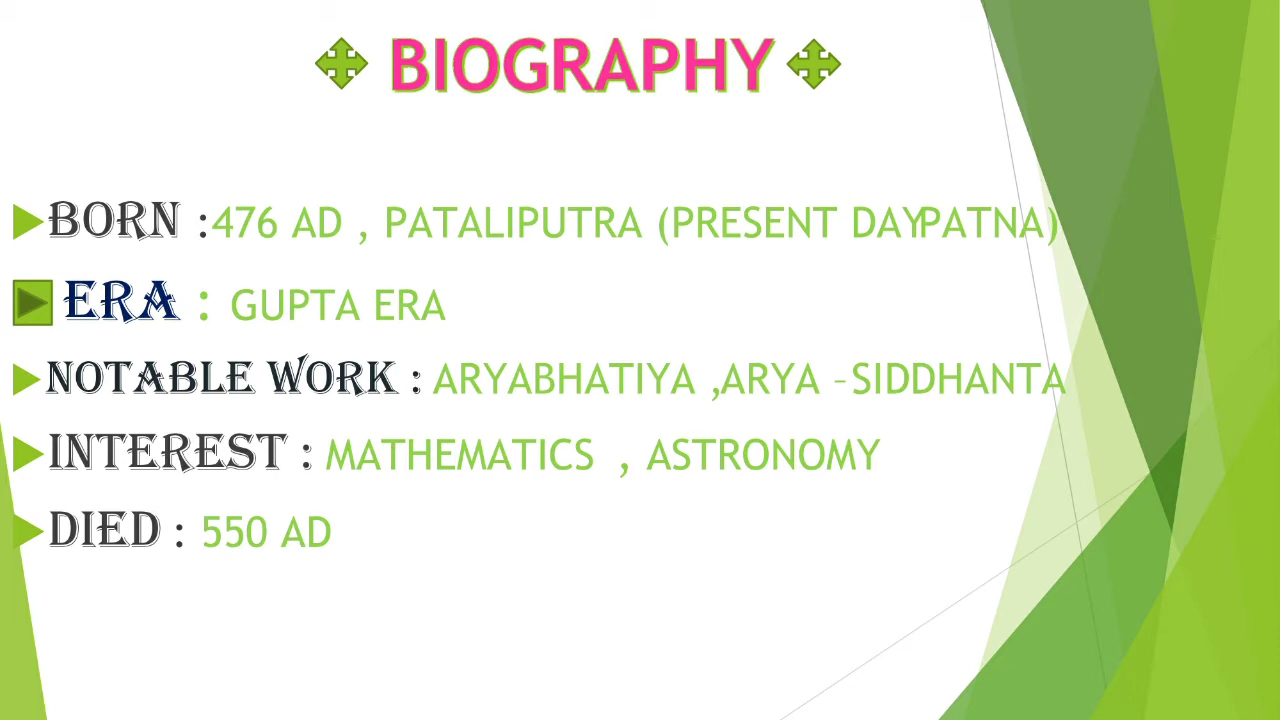 BIOGRAPHY
BORN :476 AD , PATALIPUTRA (PRESENT DAYPATNA)
ERA : GUPTA ERA
NOTABLE WORK : ARYABHATIYA ,ARYA –SIDDHANTA
INTEREST : MATHEMATICS , ASTRONOMY
DIED : 550 AD